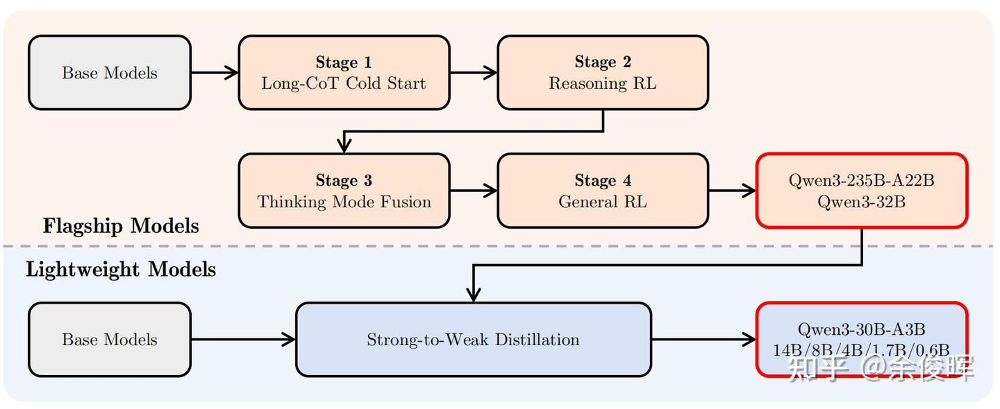 Base Models
Stage 1
Long-CoT Cold Start
Stage 2
Reasoning RL
Stage 3
Thinking Mode Fusion
Stage 4
General RL
Qwen3-235B-A22B
Qwen3-32B
Flagship Models
Lightweight Models
Base Models
Strong-to-Weak Distillation
Qwen3-30B-A3B
14B/8B/4B/1.7B/0.6B
知乎 @余俊晖